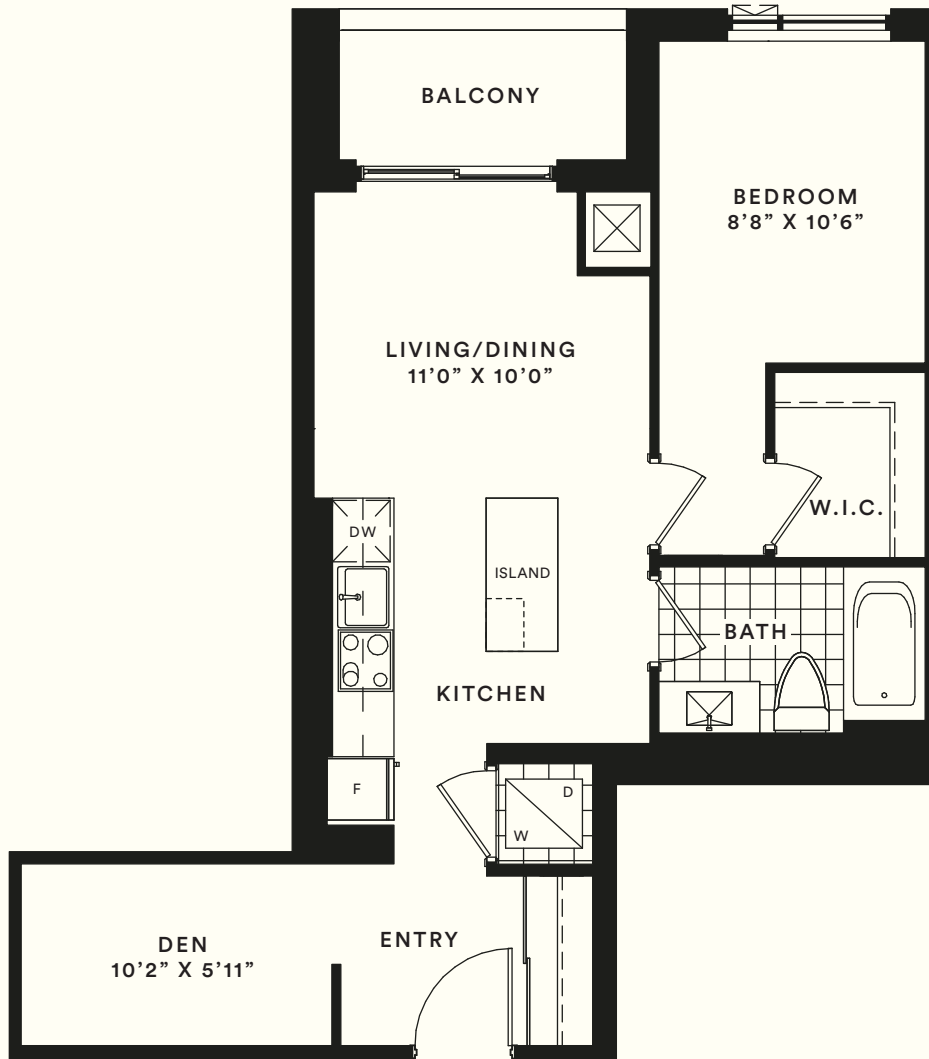 BALCONY
BEDROOM
8’8” X 10’6”
LIVING/DINING
11’0” X 10’0”
W.I.C.
DW
ISLAND
BATH
KITCHEN
F
D
W
DEN
10’2” X 5’11”
ENTRY